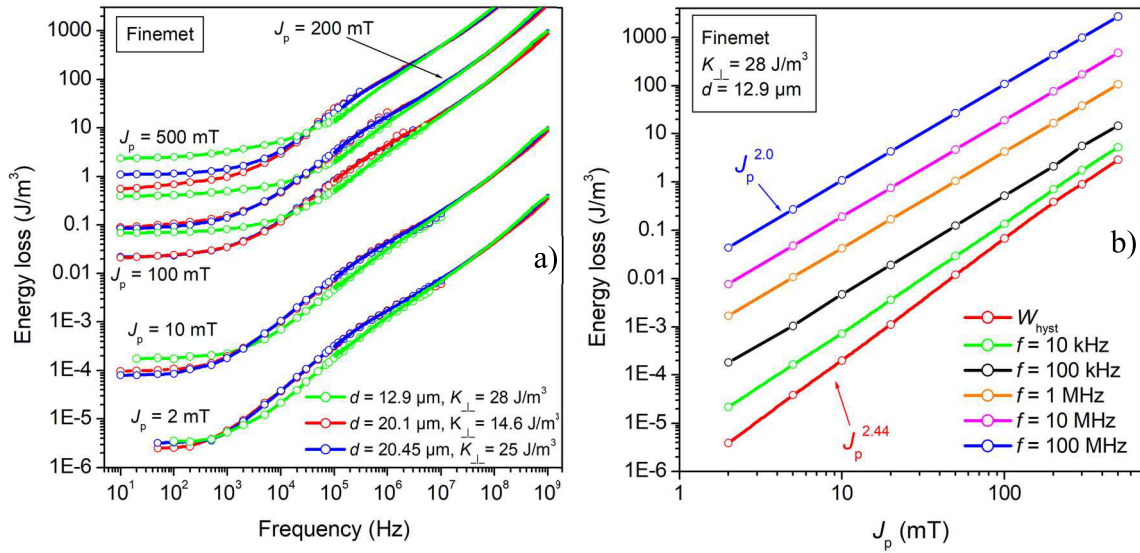 Finemet
J_p = 200 mT
J_p = 500 mT
J_p = 100 mT
J_p = 10 mT
J_p = 2 mT
a)
d = 12.9 µm, K_⊥ = 28 J/m³
d = 20.1 µm, K_⊥ = 14.6 J/m³
d = 20.45 µm, K_⊥ = 25 J/m³
1000
100
10
1
0.1
0.01
1E-3
1E-4
1E-5
1E-6
Energy loss (J/m³)
10¹ 10² 10³ 10⁴ 10⁵ 10⁶ 10⁷ 10⁸ 10⁹
Frequency (Hz)
Finemet
K_⊥ = 28 J/m³
d = 12.9 µm
b)
J_p^2.0
J_p^2.44
W_hyst
f = 10 kHz
f = 100 kHz
f = 1 MHz
f = 10 MHz
f = 100 MHz
1000
100
10
1
0.1
0.01
1E-3
1E-4
1E-5
1E-6
Energy loss (J/m³)
1 10 100
J_p (mT)